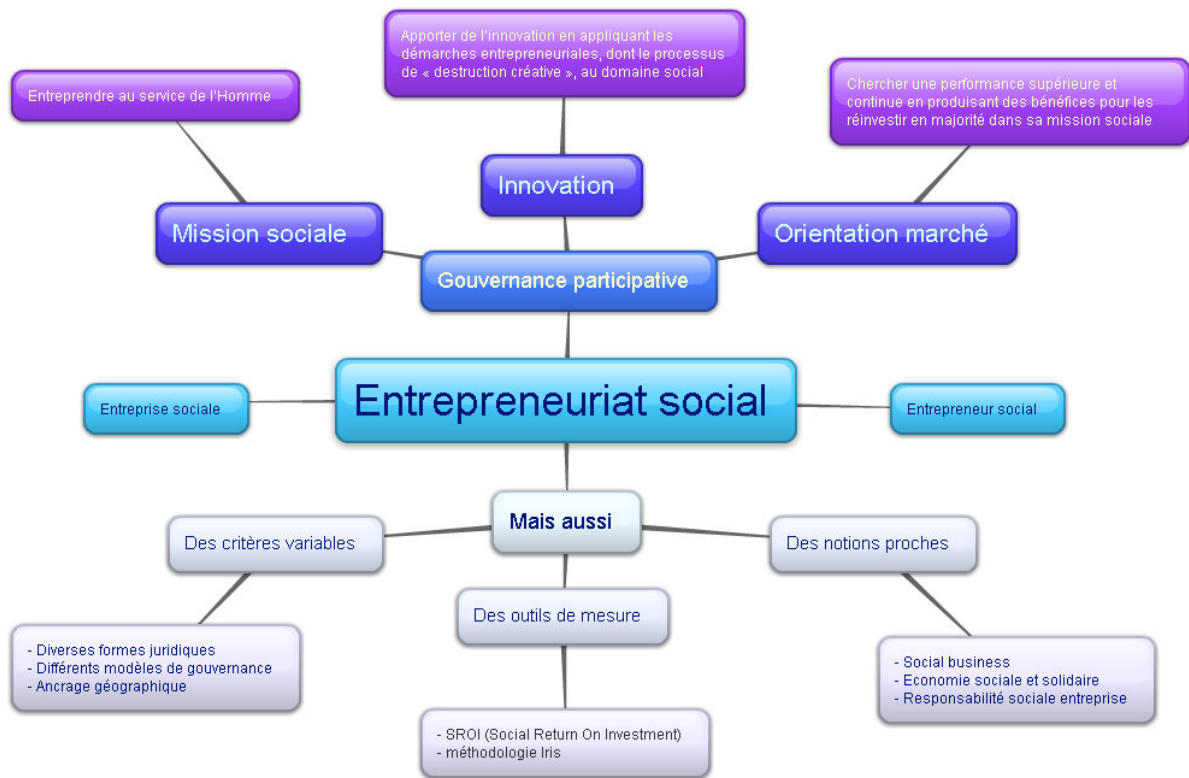 Apporter de l'innovation en appliquant les
démarches entrepreneuriales, dont le processus
de « destruction créative », au domaine social
Entreprendre au service de l'Homme
Chercher une performance supérieure et
continue en produisant des bénéfices pour les
réinvestir en majorité dans sa mission sociale
Innovation
Mission sociale
Orientation marché
Gouvernance participative
Entreprise sociale
Entrepreneuriat social
Entrepreneur social
Mais aussi
Des critères variables
Des notions proches
Des outils de mesure
- Diverses formes juridiques
- Différents modèles de gouvernance
- Ancrage géographique
- Social business
- Economie sociale et solidaire
- Responsabilité sociale entreprise
- SROI (Social Return On Investment)
- méthodologie Iris